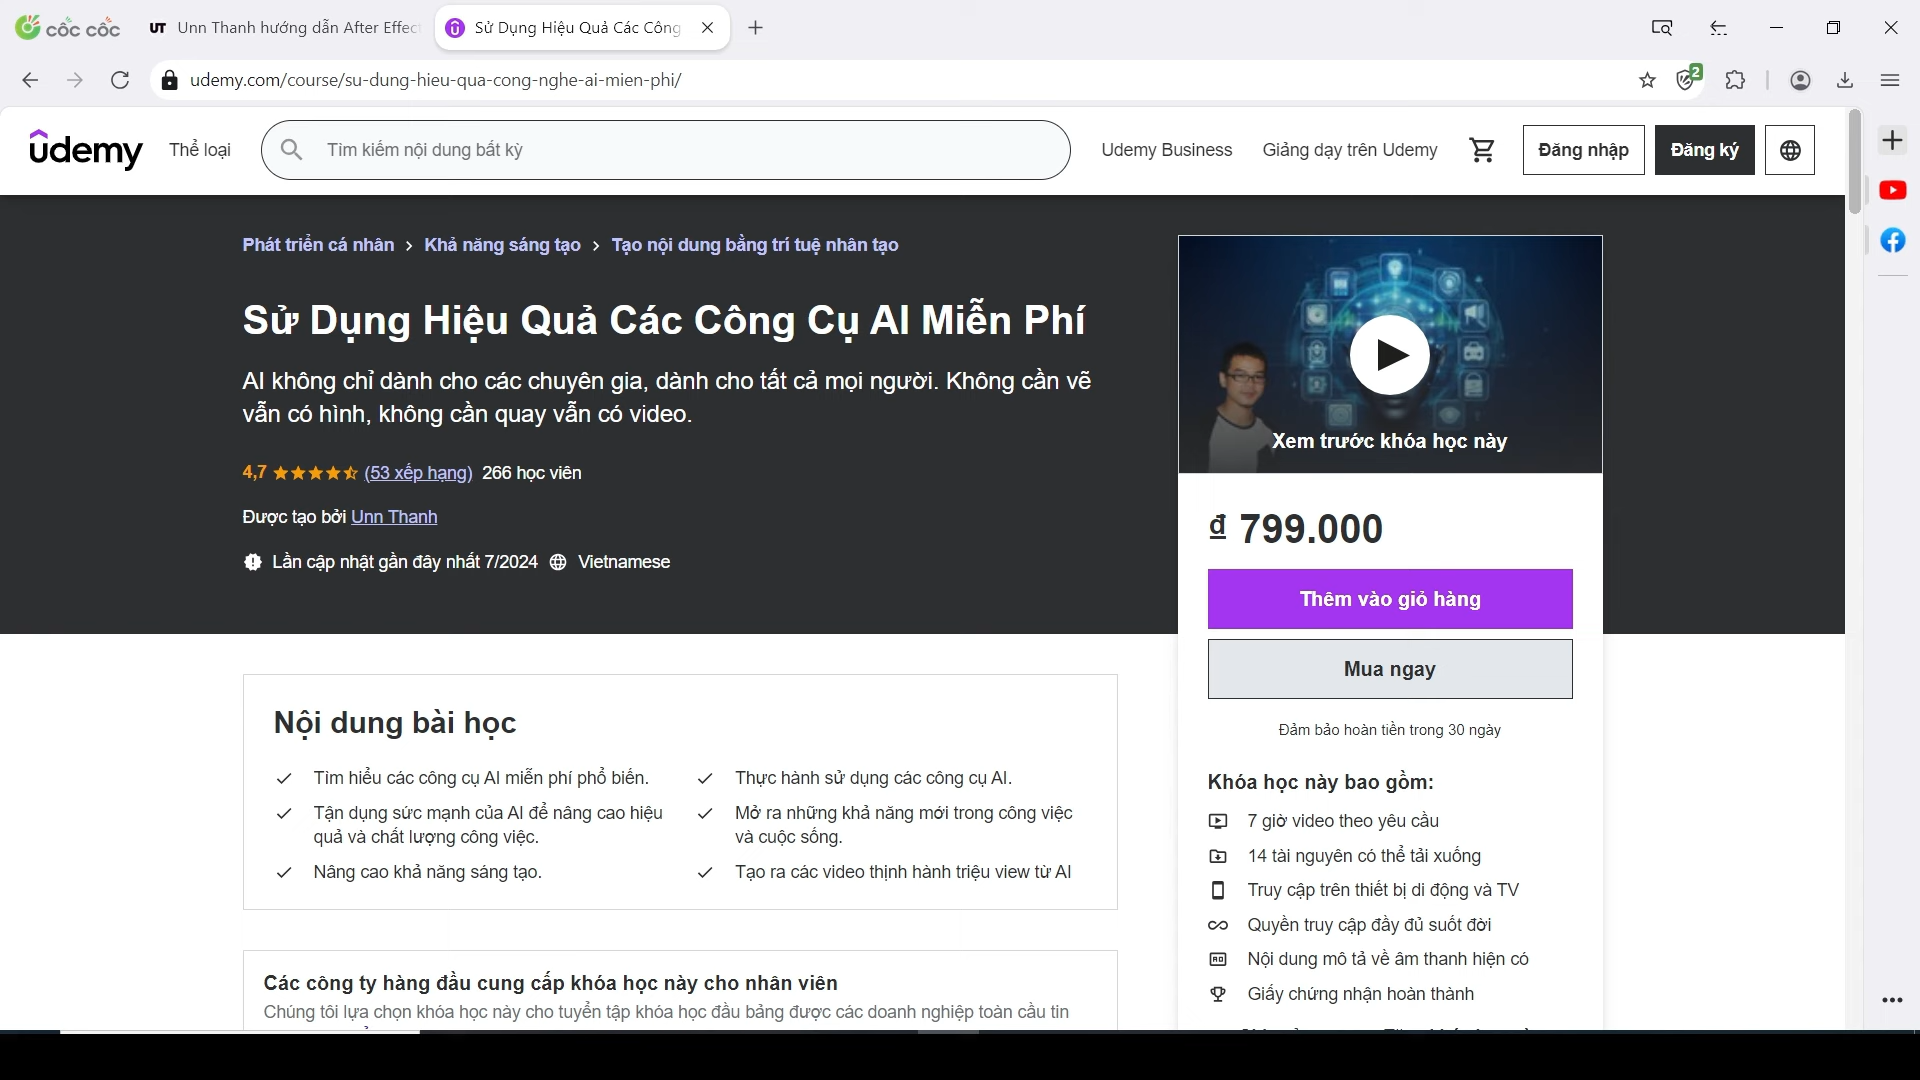 cốc cốc
UT Unn Thanh hướng dẫn After Effec
Sử Dụng Hiệu Quả Các Công
udemy.com/course/su-dung-hieu-qua-cong-nghe-ai-mien-phi/
2
udemy
Thể loại
Tìm kiếm nội dung bất kỳ
Udemy Business
Giảng dạy trên Udemy
Đăng nhập
Đăng ký
Phát triển cá nhân › Khả năng sáng tạo › Tạo nội dung bằng trí tuệ nhân tạo
Sử Dụng Hiệu Quả Các Công Cụ AI Miễn Phí
AI không chỉ dành cho các chuyên gia, dành cho tất cả mọi người. Không cần vẽ
vẫn có hình, không cần quay vẫn có video.
4,7 (53 xếp hạng) 266 học viên
Được tạo bởi Unn Thanh
Lần cập nhật gần đây nhất 7/2024 Vietnamese
Xem trước khóa học này
₫ 799.000
Thêm vào giỏ hàng
Mua ngay
Đảm bảo hoàn tiền trong 30 ngày
Khóa học này bao gồm:
7 giờ video theo yêu cầu
14 tài nguyên có thể tải xuống
Truy cập trên thiết bị di động và TV
Quyền truy cập đầy đủ suốt đời
Nội dung mô tả về âm thanh hiện có
Giấy chứng nhận hoàn thành
Nội dung bài học
Tìm hiểu các công cụ AI miễn phí phổ biến.
Tận dụng sức mạnh của AI để nâng cao hiệu
quả và chất lượng công việc.
Nâng cao khả năng sáng tạo.
Thực hành sử dụng các công cụ AI.
Mở ra những khả năng mới trong công việc
và cuộc sống.
Tạo ra các video thịnh hành triệu view từ AI
Các công ty hàng đầu cung cấp khóa học này cho nhân viên
Chúng tôi lựa chọn khóa học này cho tuyển tập khóa học đầu bảng được các doanh nghiệp toàn cầu tin